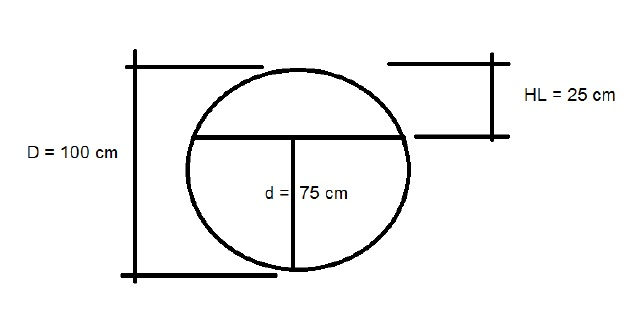 HL = 25 cm
D = 100 cm
d = 75 cm